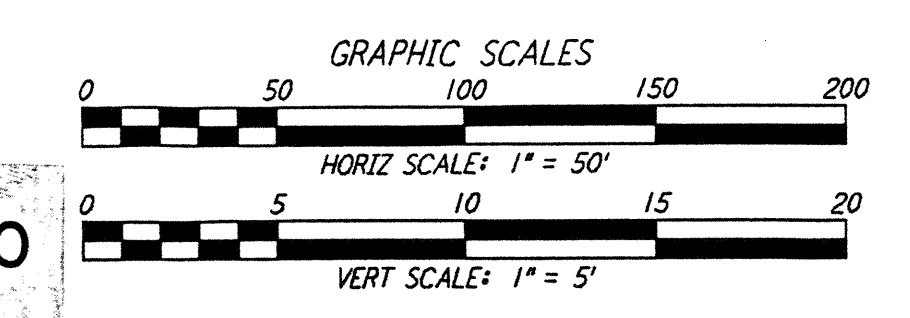 GRAPHIC SCALES
0 50 100 150 200
HORIZ SCALE: 1" = 50'
0 5 10 15 20
VERT SCALE: 1" = 5'